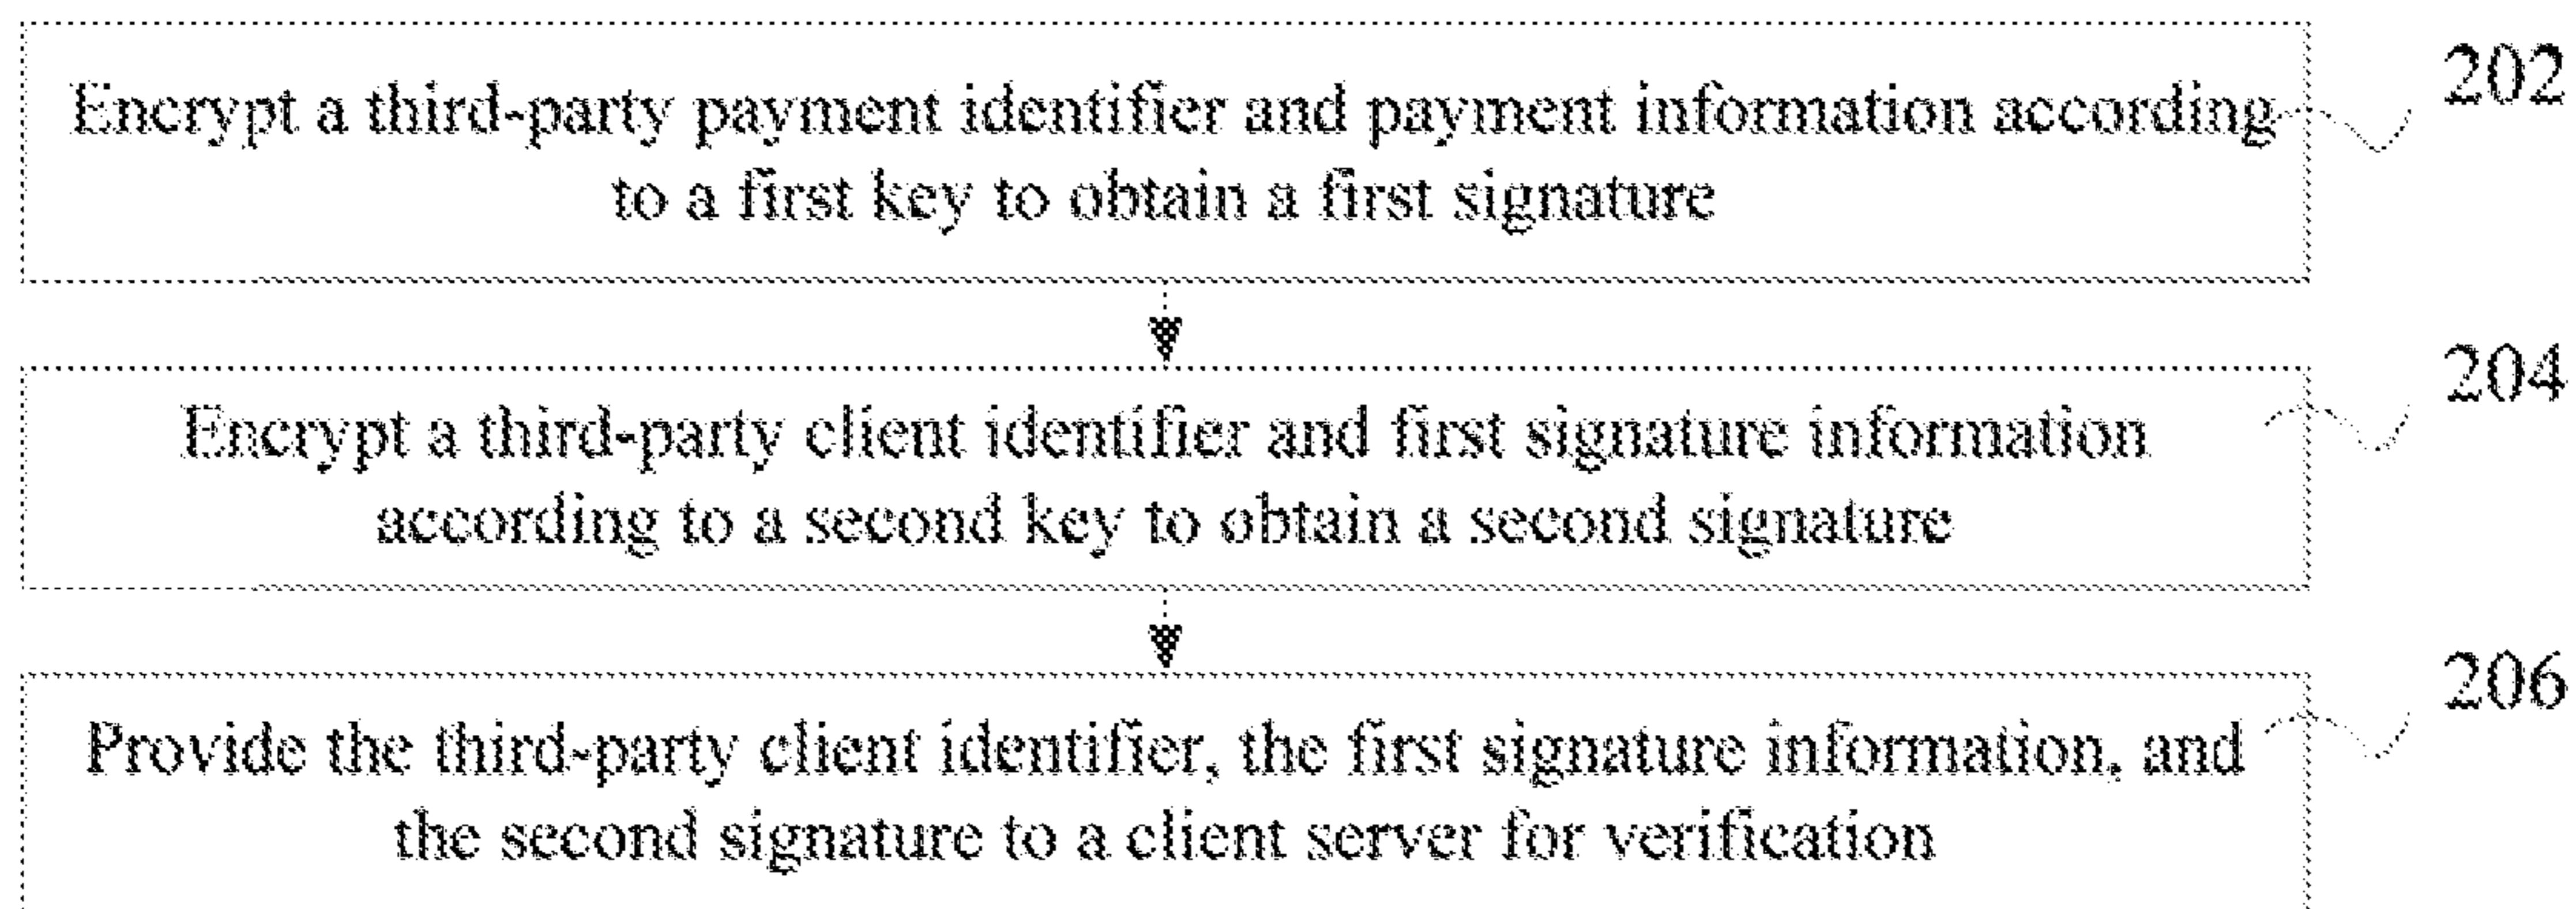 Encrypt a third-party payment identifier and payment information according
to a first key to obtain a first signature
202
Encrypt a third-party client identifier and first signature information
according to a second key to obtain a second signature
204
Provide the third-party client identifier, the first signature information, and
the second signature to a client server for verification
206